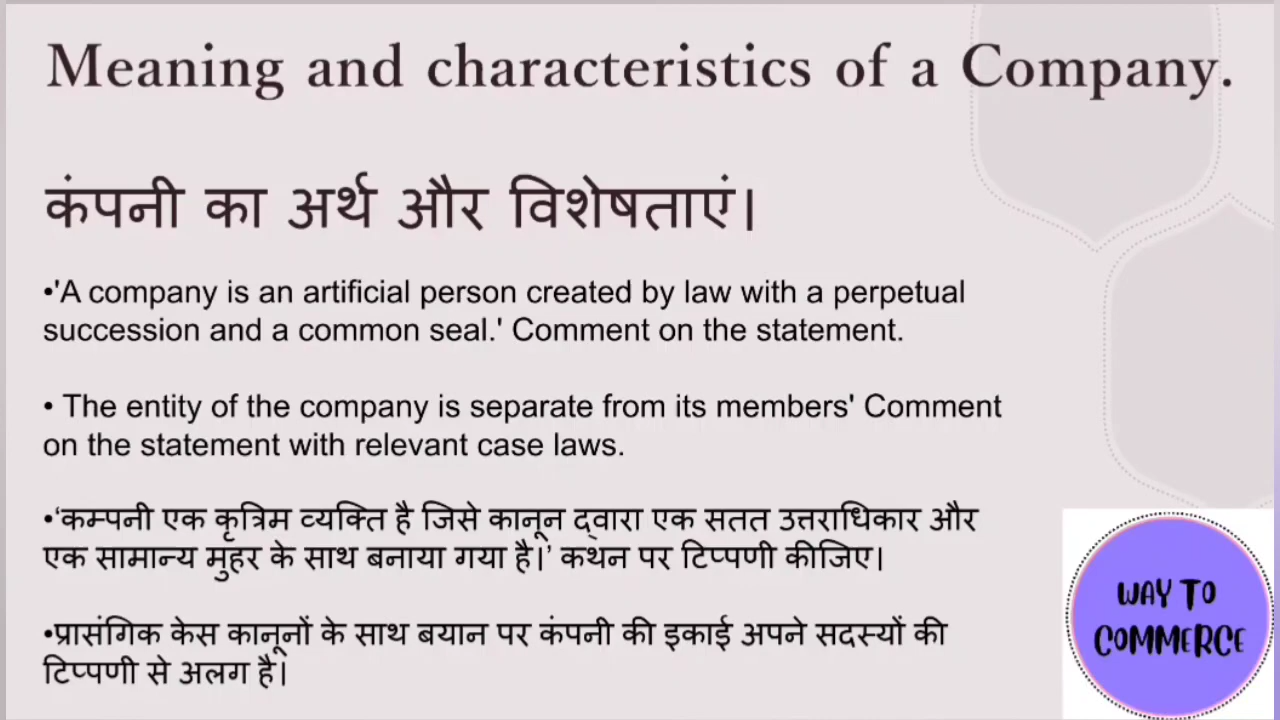 Meaning and characteristics of a Company.
कंपनी का अर्थ और विशेषताएं।
•'A company is an artificial person created by law with a perpetual
succession and a common seal.' Comment on the statement.
• The entity of the company is separate from its members' Comment
on the statement with relevant case laws.
•‘कम्पनी एक कृत्रिम व्यक्ति है जिसे कानून द्वारा एक सतत उत्तराधिकार और
एक सामान्य मुहर के साथ बनाया गया है।’ कथन पर टिप्पणी कीजिए।
•प्रासंगिक केस कानूनों के साथ बयान पर कंपनी की इकाई अपने सदस्यों की
टिप्पणी से अलग है।
WAY TO
COMMERCE